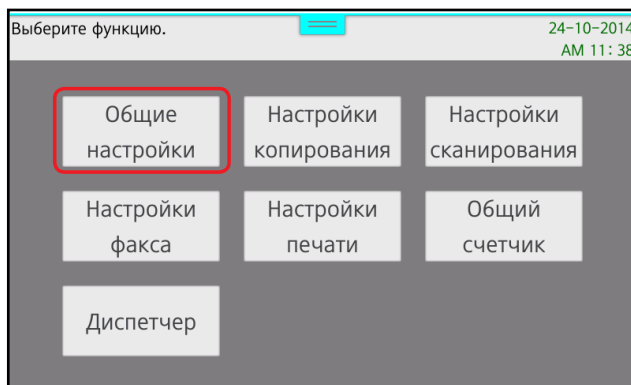 Выберите функцию.
24-10-2014
AM 11: 38
Общие
настройки
Настройки
копирования
Настройки
сканирования
Настройки
факса
Настройки
печати
Общий
счетчик
Диспетчер